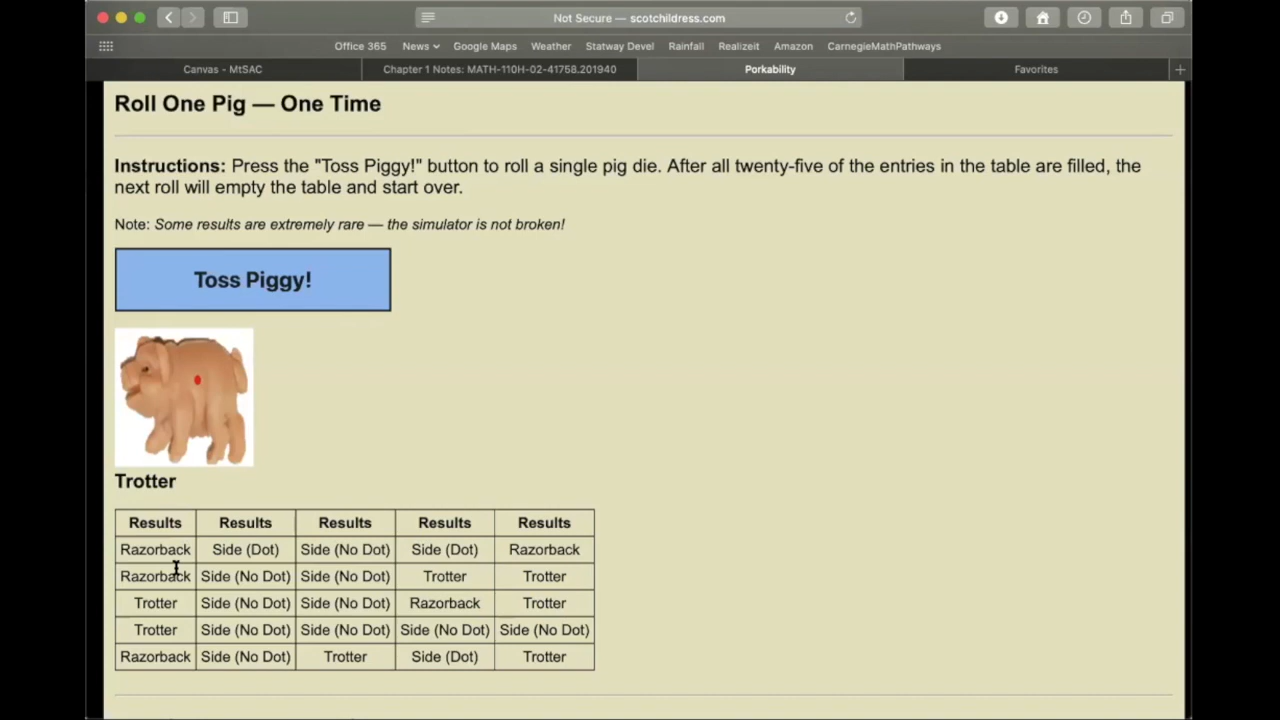 Not Secure — scotchildress.com
Office 365 News Google Maps Weather Statway Devel Rainfall Realizeit Amazon CarnegieMathPathways
Canvas - MtSAC Chapter 1 Notes: MATH-110H-02-41758.201940 Porkability Favorites
Roll One Pig — One Time
Instructions: Press the "Toss Piggy!" button to roll a single pig die. After all twenty-five of the entries in the table are filled, the
next roll will empty the table and start over.
Note: Some results are extremely rare — the simulator is not broken!
Toss Piggy!
Trotter
Results Results Results Results Results
Razorback Side (Dot) Side (No Dot) Side (Dot) Razorback
Razorback Side (No Dot) Side (No Dot) Trotter Trotter
Trotter Side (No Dot) Side (No Dot) Razorback Trotter
Trotter Side (No Dot) Side (No Dot) Side (No Dot) Side (No Dot)
Razorback Side (No Dot) Trotter Side (Dot) Trotter